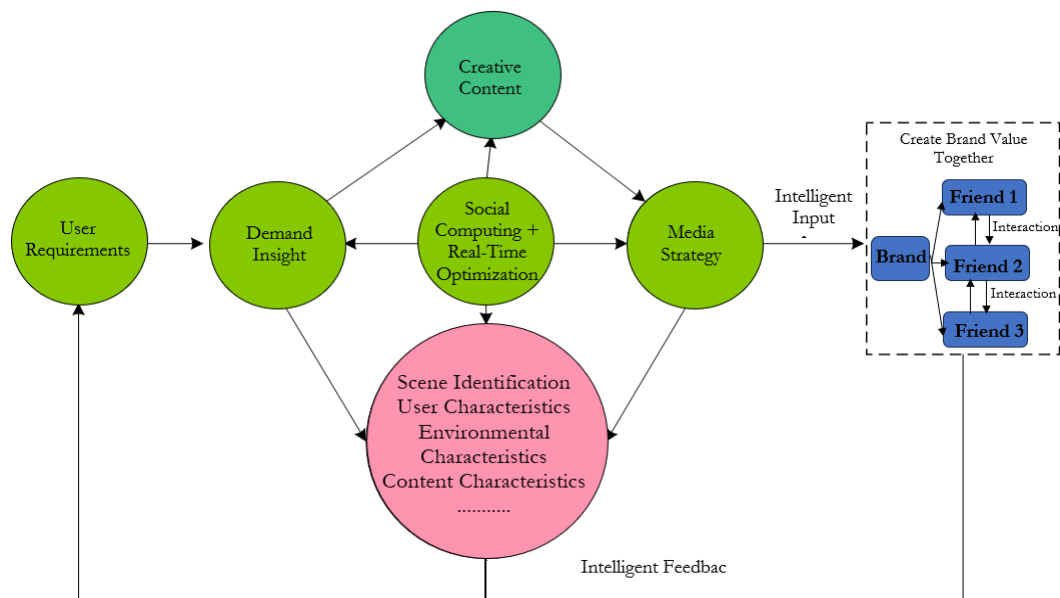 Creative
Content
User
Requirements
Demand
Insight
Social
Computing +
Real-Time
Optimization
Media
Strategy
Intelligent
Input
Create Brand Value
Together
Brand
Friend 1
Interaction
Friend 2
Interaction
Friend 3
Scene Identification
User Characteristics
Environmental
Characteristics
Content Characteristics
...........
Intelligent Feedbac